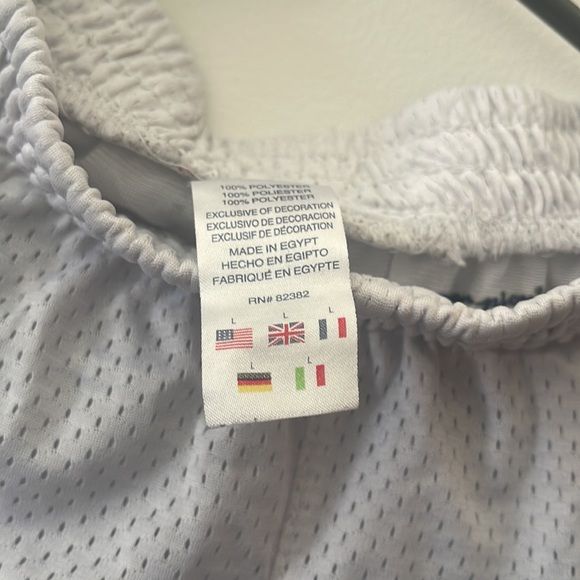 100% POLYESTER
100% POLIESTER
100% POLYESTER
EXCLUSIVE OF DECORATION
EXCLUSIVO DE DECORACION
EXCLUSIF DE DÉCORATION
MADE IN EGYPT
HECHO EN EGIPTO
FABRIQUÉ EN EGYPTE
RN# 82382
L L L
L L